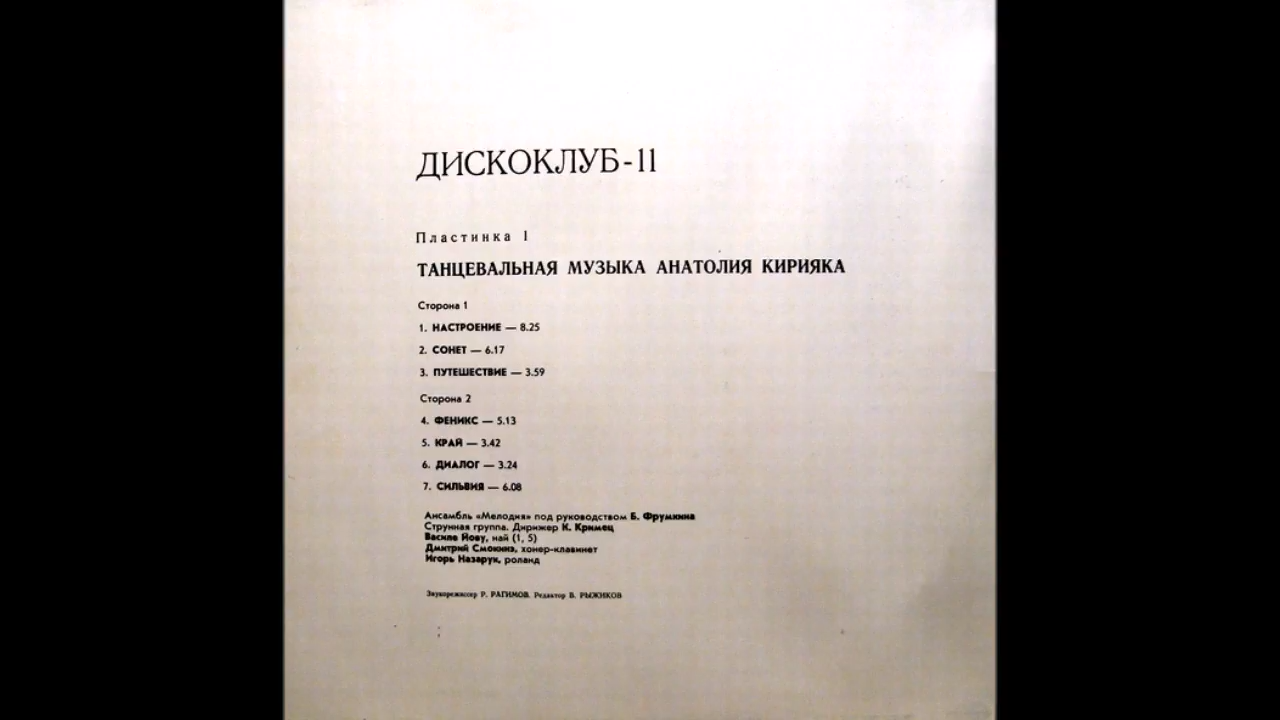 ДИСКОКЛУБ-11
Пластинка 1
ТАНЦЕВАЛЬНАЯ МУЗЫКА АНАТОЛИЯ КИРИЯКА
Сторона 1
1. НАСТРОЕНИЕ — 8.25
2. СОНЕТ — 6.17
3. ПУТЕШЕСТВИЕ — 3.59
Сторона 2
4. ФЕНИКС — 5.13
5. КРАЙ — 3.42
6. ДИАЛОГ — 3.24
7. СИЛЬВИЯ — 6.08
Ансамбль «Мелодия» под руководством Б. Фрумкина
Струнная группа. Дирижер К. Кримец
Василе Йову, най (1, 5)
Дмитрий Смокинэ, хонер-клавинет
Игорь Назарук, роланд
Звукорежиссер Р. РАГИМОВ. Редактор В. РЫЖИКОВ